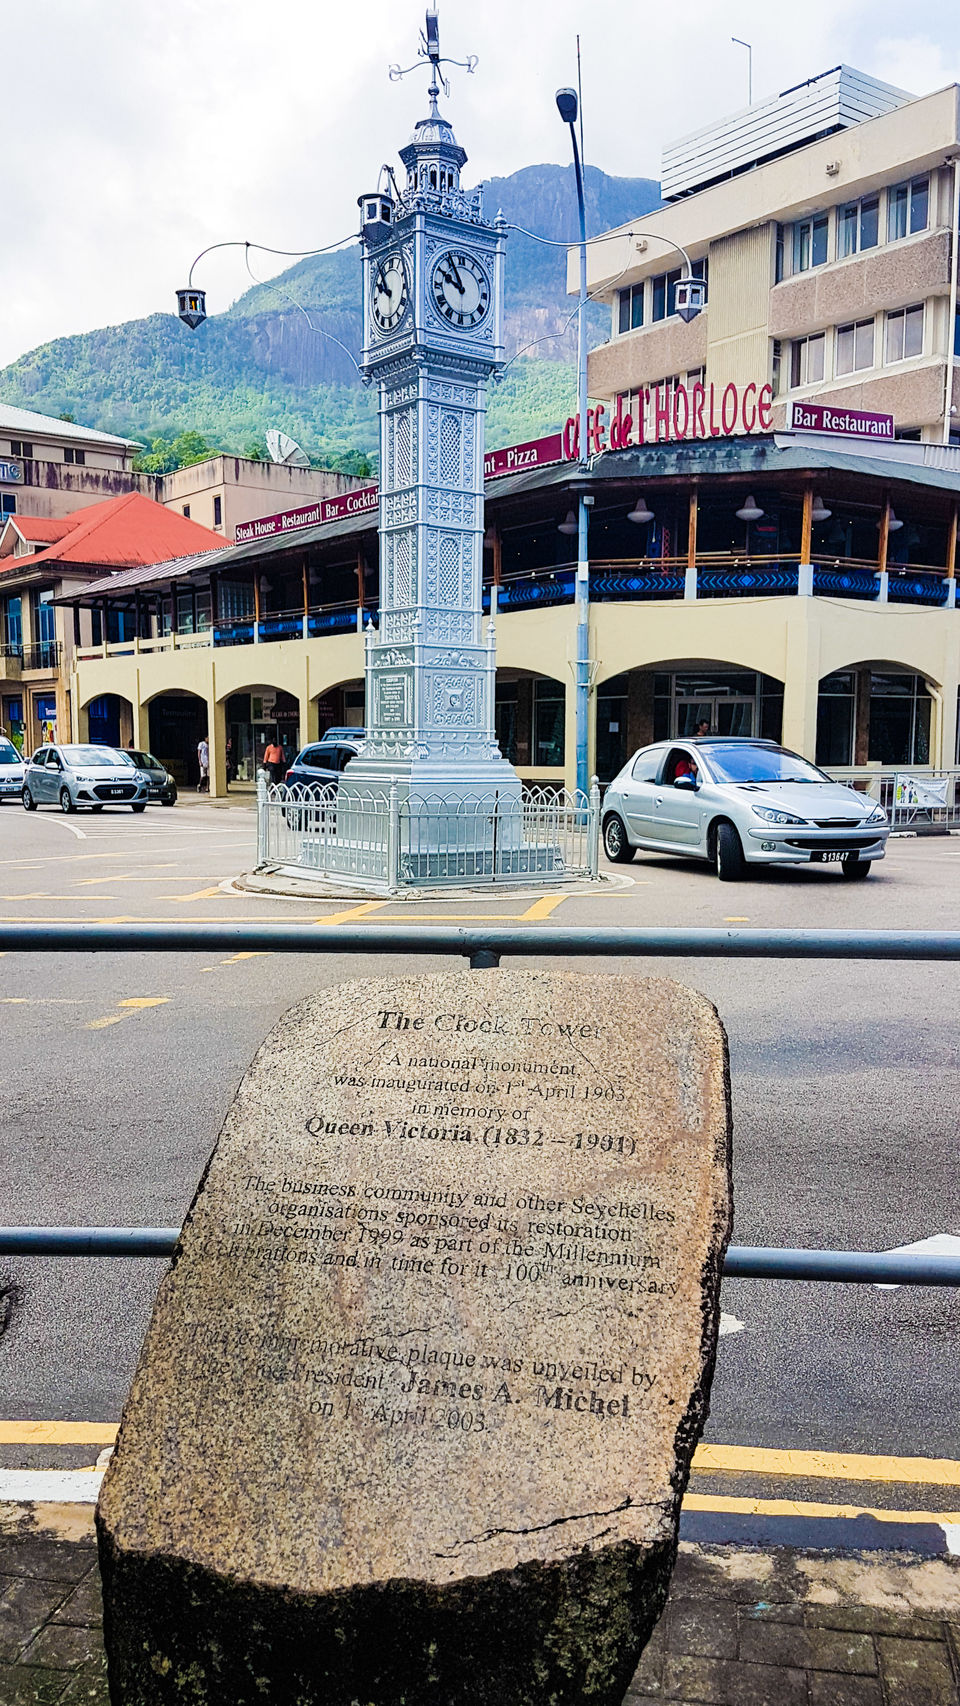 CAFE de l'HORLOGE
Bar Restaurant
nt - Pizza
Steak House - Restaurant
Bar - Cocktai
S 13647
The Clock Tower
A national monument
was inaugurated on 1st April 1903
in memory of
Queen Victoria (1832 – 1901)
The business community and other Seychelles
organisations sponsored its restoration
in December 1999 as part of the Millennium
Celebrations and in time for it 100th anniversary
This commemorative plaque was unveiled by
the President James A. Michel
on 1st April 2003.